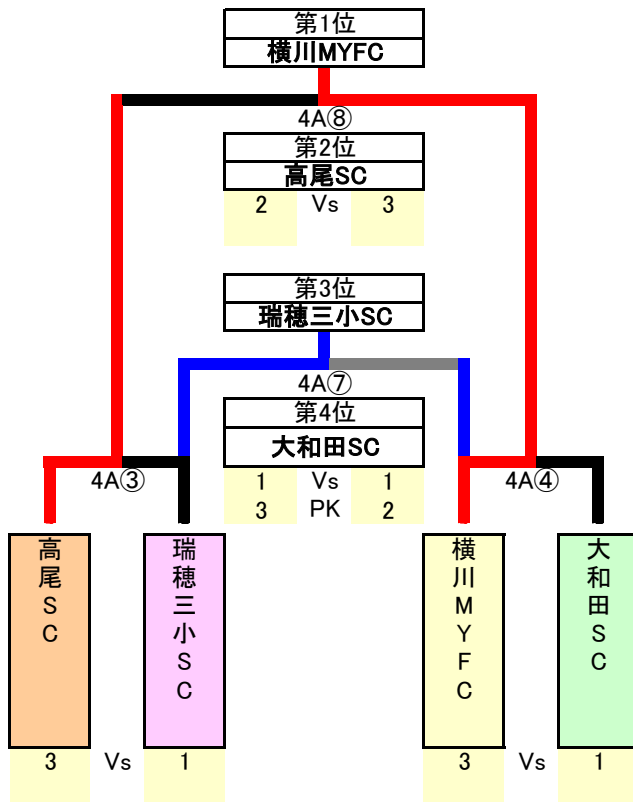 第1位
横川MYFC
4A⑧
第2位
高尾SC
2 Vs 3
第3位
瑞穂三小SC
4A⑦
第4位
大和田SC
1 Vs 1
3 PK 2
4A③
4A④
高尾SC
瑞穂三小SC
横川MYFC
大和田SC
3 Vs 1
3 Vs 1